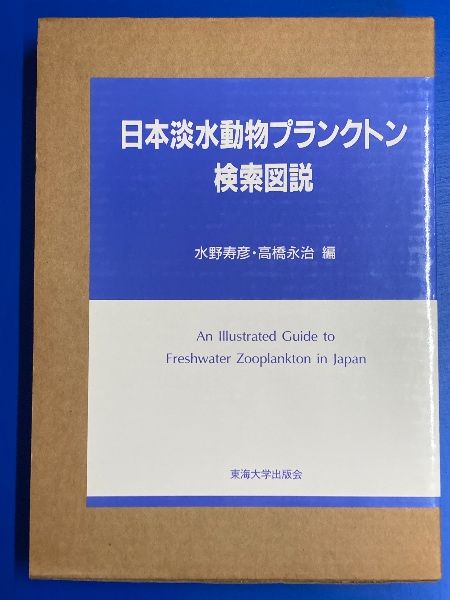 日本淡水動物プランクトン
検索図説
水野寿彦・高橋永治 編
An Illustrated Guide to
Freshwater Zooplankton in Japan
東海大学出版会